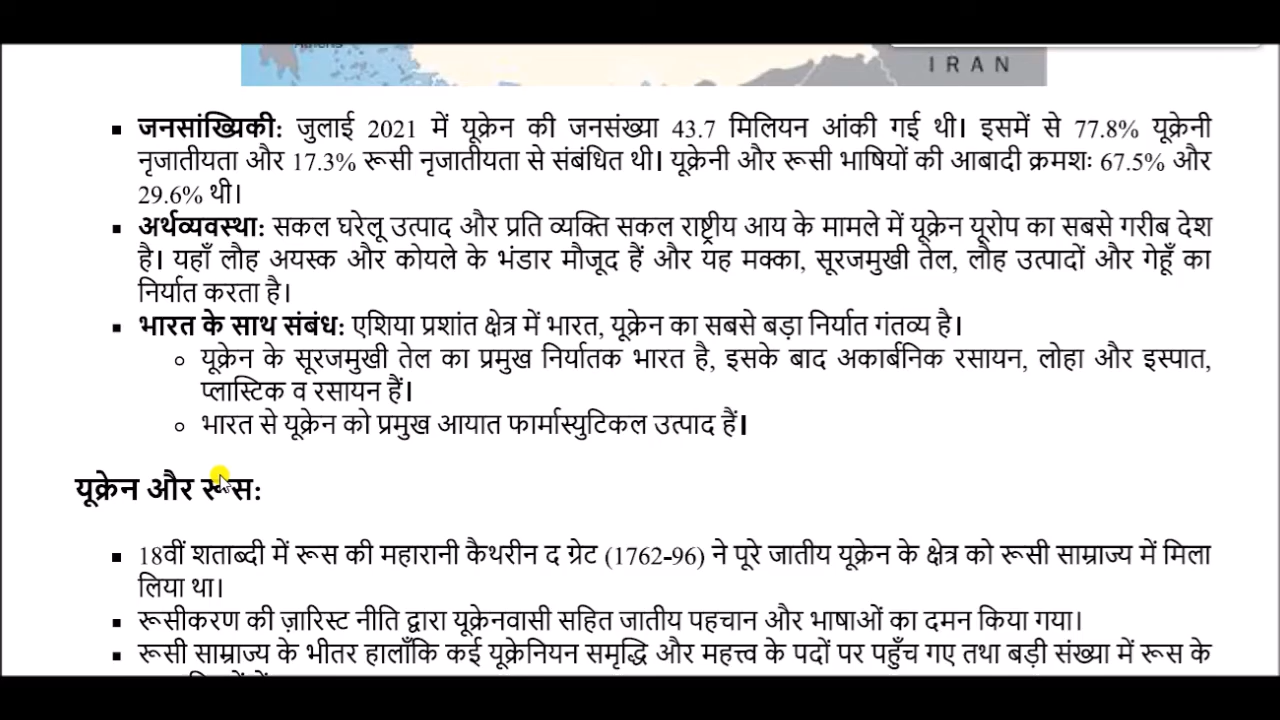 Athens
IRAN
▪ जनसांख्यिकी: जुलाई 2021 में यूक्रेन की जनसंख्या 43.7 मिलियन आंकी गई थी। इसमें से 77.8% यूक्रेनी
नृजातीयता और 17.3% रूसी नृजातीयता से संबंधित थी। यूक्रेनी और रूसी भाषियों की आबादी क्रमशः 67.5% और
29.6% थी।
▪ अर्थव्यवस्था: सकल घरेलू उत्पाद और प्रति व्यक्ति सकल राष्ट्रीय आय के मामले में यूक्रेन यूरोप का सबसे गरीब देश
है। यहाँ लौह अयस्क और कोयले के भंडार मौजूद हैं और यह मक्का, सूरजमुखी तेल, लौह उत्पादों और गेहूँ का
निर्यात करता है।
▪ भारत के साथ संबंध: एशिया प्रशांत क्षेत्र में भारत, यूक्रेन का सबसे बड़ा निर्यात गंतव्य है।
○ यूक्रेन के सूरजमुखी तेल का प्रमुख निर्यातक भारत है, इसके बाद अकार्बनिक रसायन, लोहा और इस्पात,
प्लास्टिक व रसायन हैं।
○ भारत से यूक्रेन को प्रमुख आयात फार्मास्युटिकल उत्पाद हैं।
यूक्रेन और रूस:
▪ 18वीं शताब्दी में रूस की महारानी कैथरीन द ग्रेट (1762-96) ने पूरे जातीय यूक्रेन के क्षेत्र को रूसी साम्राज्य में मिला
लिया था।
▪ रूसीकरण की ज़ारिस्ट नीति द्वारा यूक्रेनवासी सहित जातीय पहचान और भाषाओं का दमन किया गया।
▪ रूसी साम्राज्य के भीतर हालाँकि कई यूक्रेनियन समृद्धि और महत्त्व के पदों पर पहुँच गए तथा बड़ी संख्या में रूस के